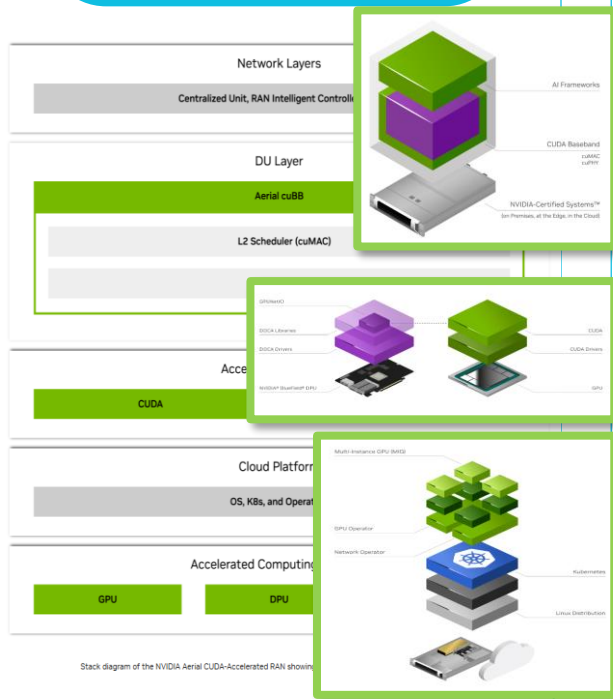 Network Layers
Centralized Unit, RAN Intelligent Controlle
DU Layer
Aerial cuBB
L2 Scheduler (cuMAC)
Acce
CUDA
Cloud Platform
OS, K8s, and Operat
Accelerated Computing
GPU
DPU
Stack diagram of the NVIDIA Aerial CUDA-Accelerated RAN showing
AI Frameworks
CUDA Baseband
cuMAC
cuPHY
NVIDIA-Certified Systems™
(on Premises, at the Edge, in the Cloud)
GPUNetIO
DOCA Libraries
DOCA Drivers
NVIDIA® BlueField® DPU
CUDA
CUDA Drivers
GPU
Multi-Instance GPU (MIG)
GPU Operator
Network Operator
Kubernetes
Linux Distribution